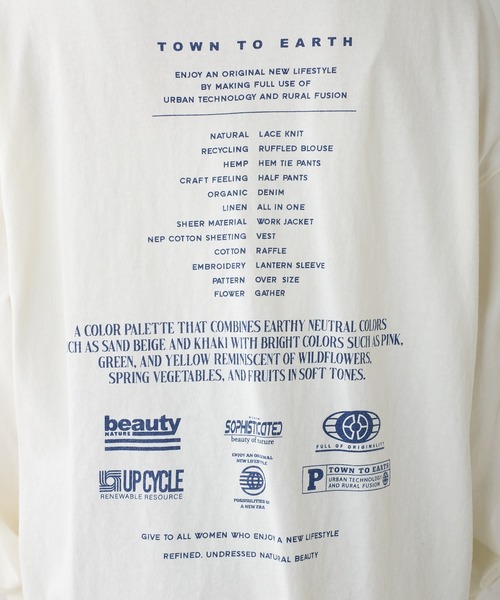 TOWN TO EARTH
ENJOY AN ORIGINAL NEW LIFESTYLE
BY MAKING FULL USE OF
URBAN TECHNOLOGY AND RURAL FUSION
NATURAL LACE KNIT
RECYCLING RUFFLED BLOUSE
HEMP HEM TIE PANTS
CRAFT FEELING HALF PANTS
ORGANIC DENIM
LINEN ALL IN ONE
SHEER MATERIAL WORK JACKET
NEP COTTON SHEETING VEST
COTTON RAFFLE
EMBROIDERY LANTERN SLEEVE
PATTERN OVER SIZE
FLOWER GATHER
A COLOR PALETTE THAT COMBINES EARTHY NEUTRAL COLORS
CH AS SAND BEIGE AND KHAKI WITH BRIGHT COLORS SUCH AS PINK,
GREEN, AND YELLOW REMINISCENT OF WILDFLOWERS,
SPRING VEGETABLES, AND FRUITS IN SOFT TONES.
beauty
NATURE
SOPHISTICATED
beauty of nature
FULL OF ORIGINALITY
UPCYCLE
RENEWABLE RESOURCE
ENJOY AN ORIGINAL
NEW LIFESTYLE
POSSIBILITIES IN
A NEW ERA
P TOWN TO EARTH
URBAN TECHNOLOGY
AND RURAL FUSION
GIVE TO ALL WOMEN WHO ENJOY A NEW LIFESTYLE
REFINED, UNDRESSED NATURAL BEAUTY